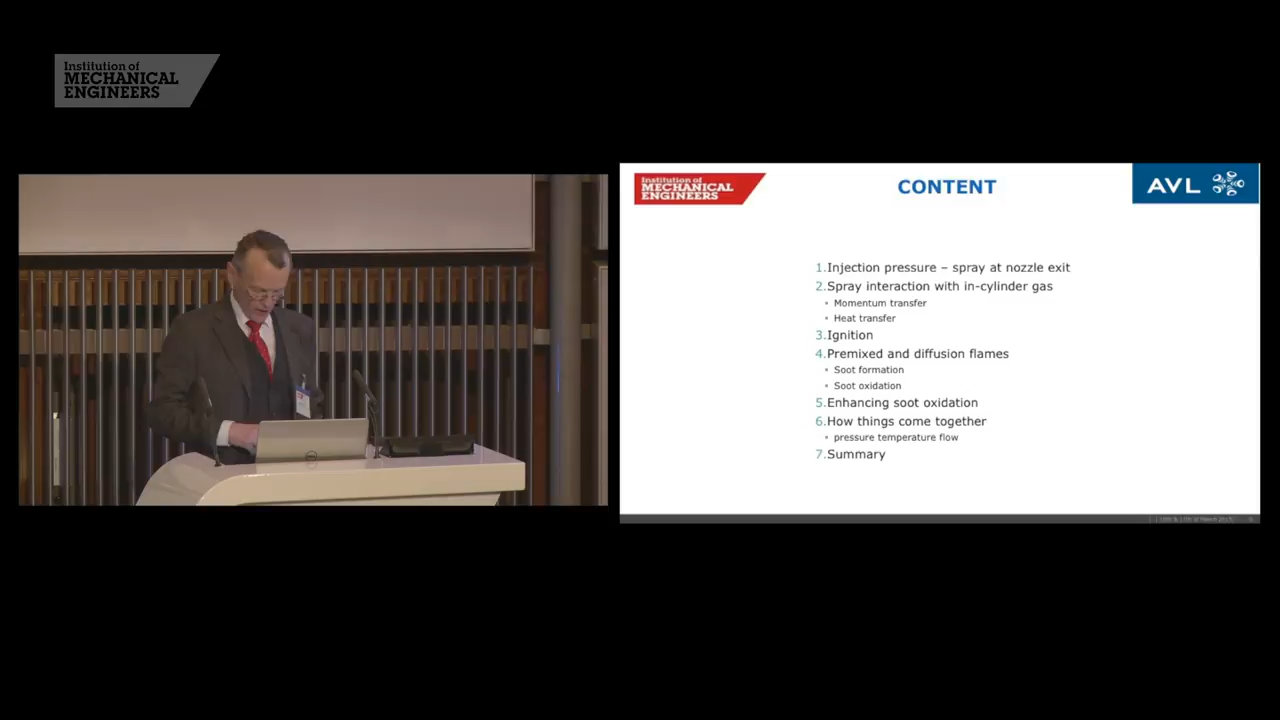 Institution of
MECHANICAL
ENGINEERS
Institution of
MECHANICAL
ENGINEERS
CONTENT
AVL
1.Injection pressure – spray at nozzle exit
2.Spray interaction with in-cylinder gas
• Momentum transfer
• Heat transfer
3.Ignition
4.Premixed and diffusion flames
• Soot formation
• Soot oxidation
5.Enhancing soot oxidation
6.How things come together
• pressure temperature flow
7.Summary